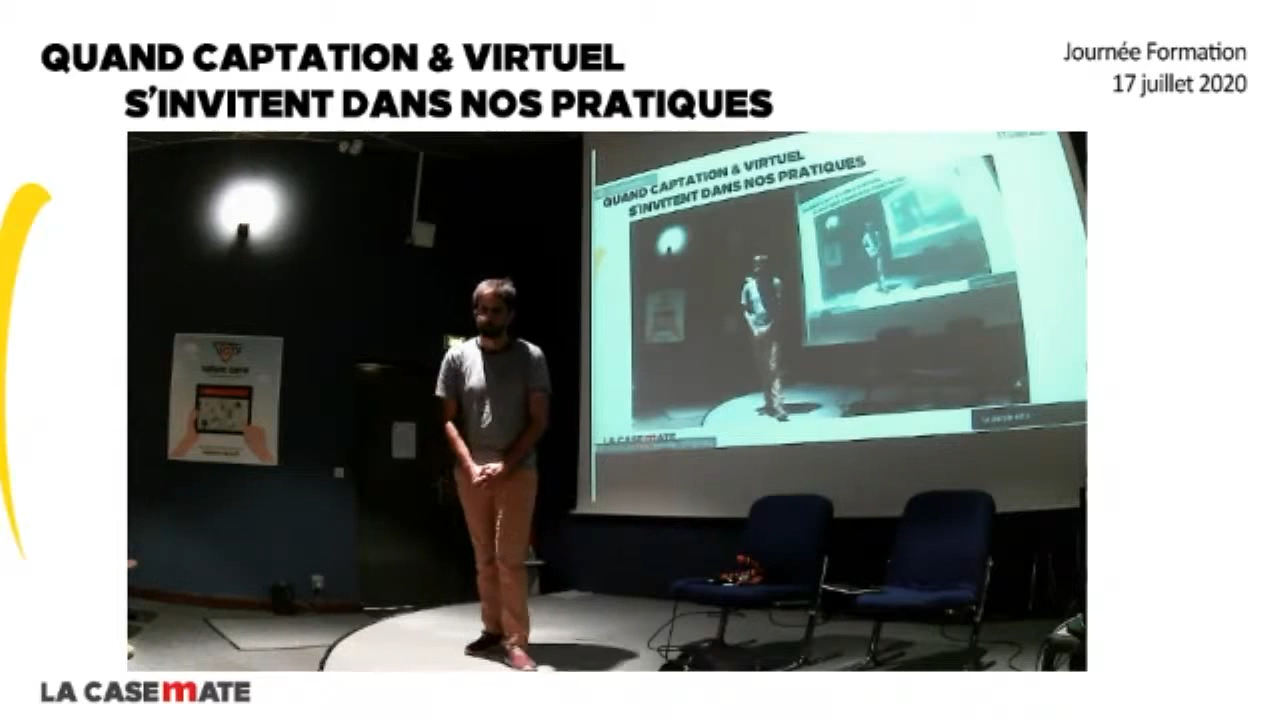 QUAND CAPTATION & VIRTUEL
S'INVITENT DANS NOS PRATIQUES
Journée Formation
17 juillet 2020
QUAND CAPTATION & VIRTUEL
S'INVITENT DANS NOS PRATIQUES
LA CASEMATE
LA CASEMATE